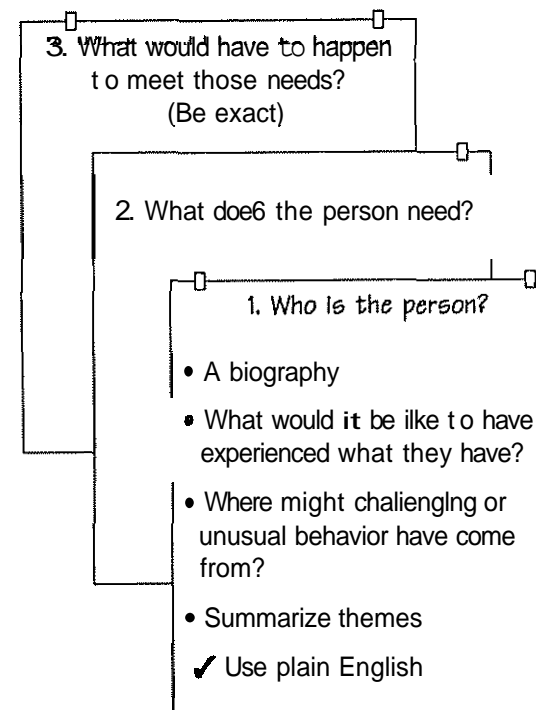 3. What would have to happen
to meet those needs?
(Be exact)
2. What doe6 the person need?
1. Who is the person?
• A biography
• What would it be ilke to have
experienced what they have?
• Where might chaliengIng or
unusual behavior have come
from?
• Summarize themes
✓ Use plain English